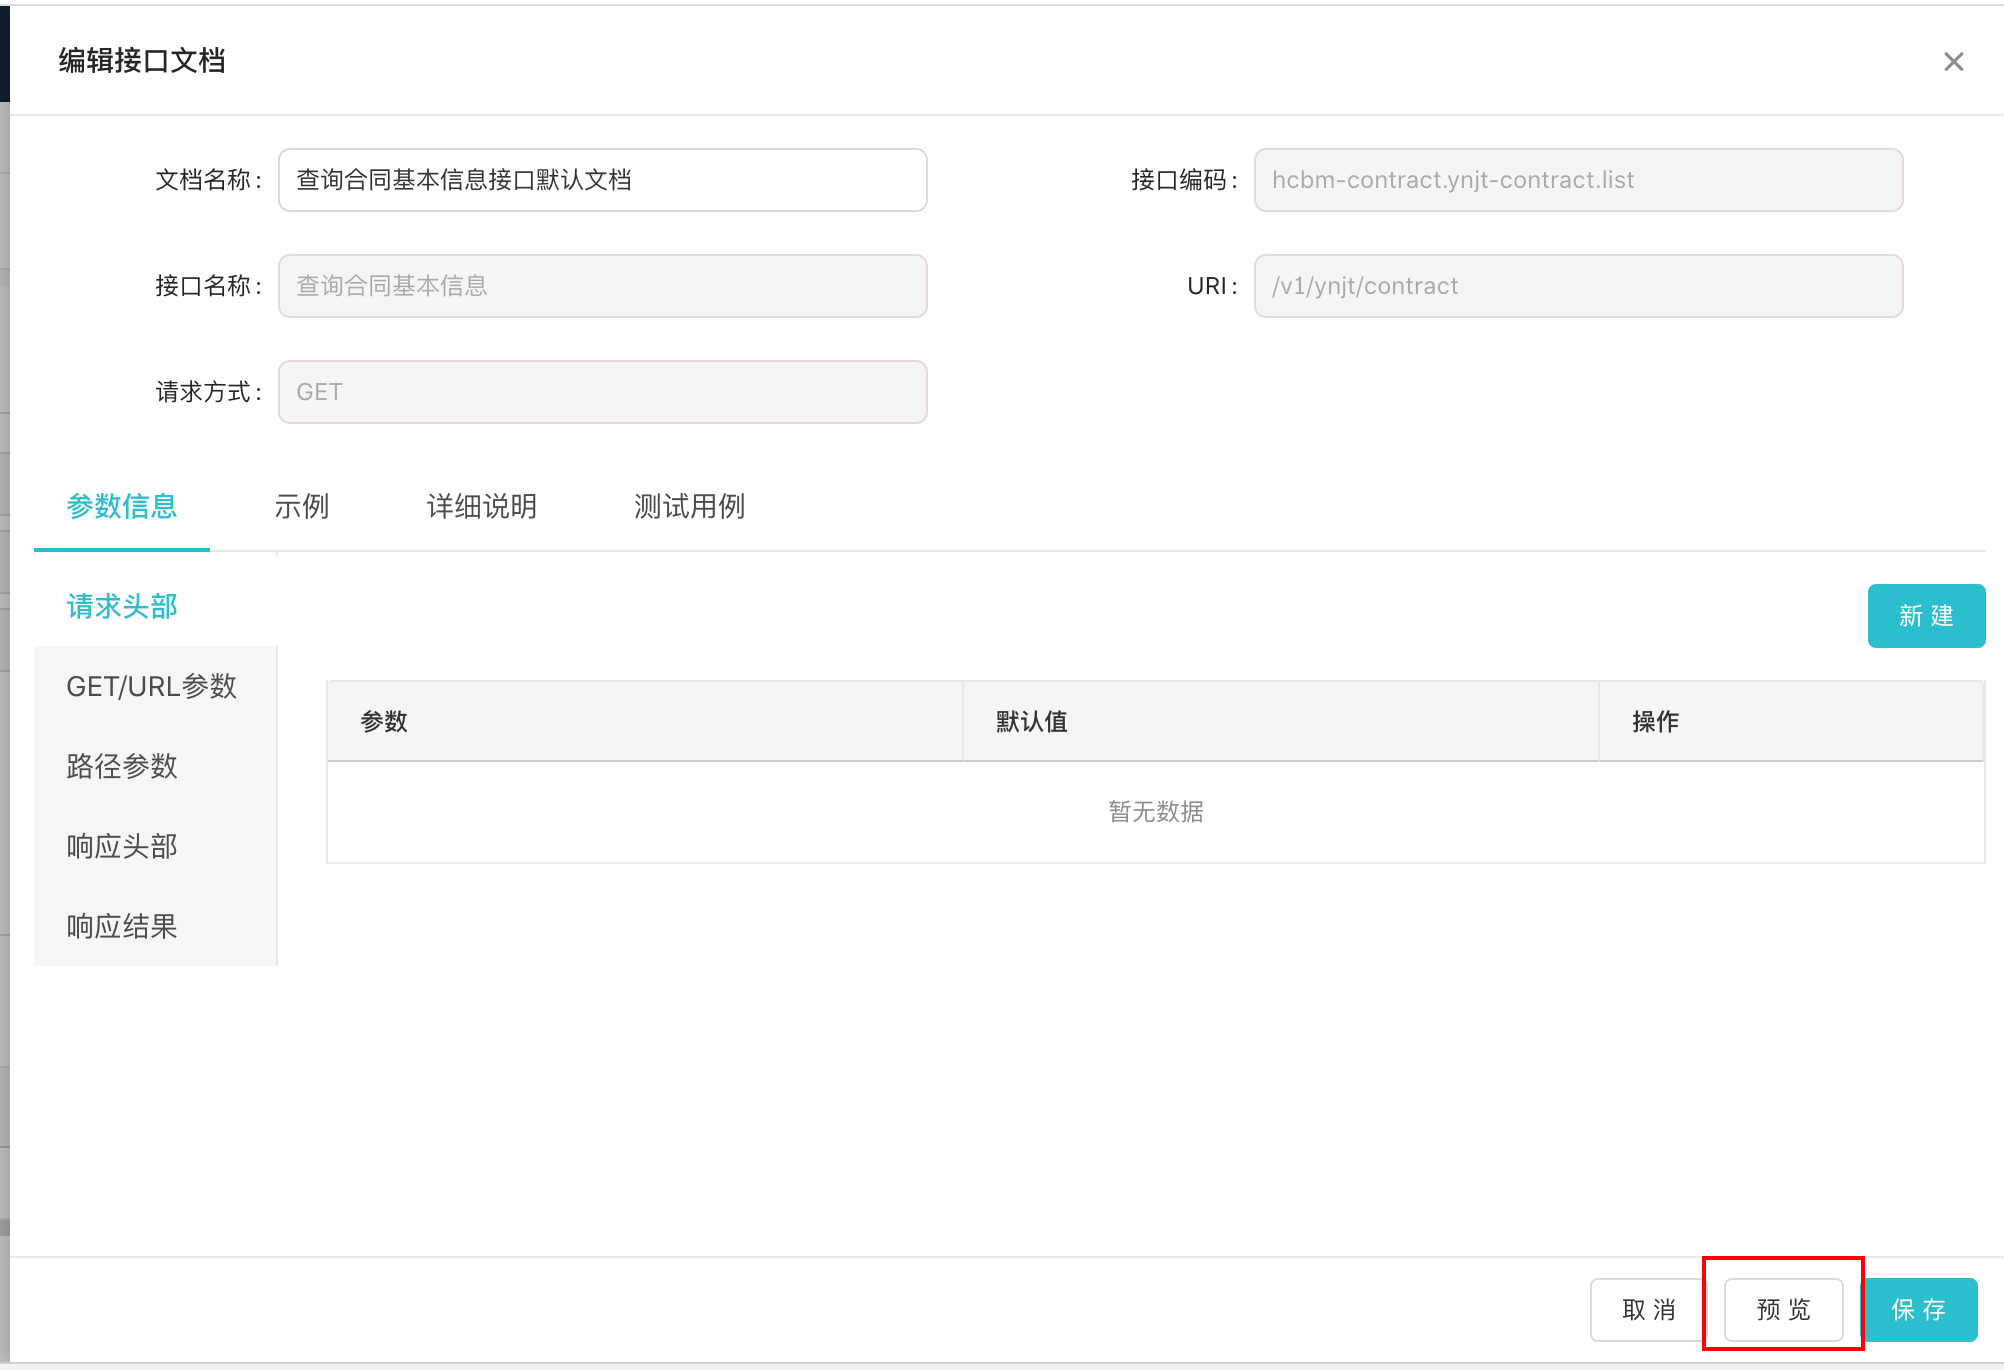 编辑接口文档
文档名称 : 查询合同基本信息接口默认文档
接口编码 : hcbm-contract.ynjt-contract.list
接口名称 : 查询合同基本信息
URI : /v1/ynjt/contract
请求方式 : GET
参数信息 示例 详细说明 测试用例
请求头部
新 建
GET/URL参数
路径参数
响应头部
响应结果
参数 默认值 操作
暂无数据
取 消 预 览 保 存